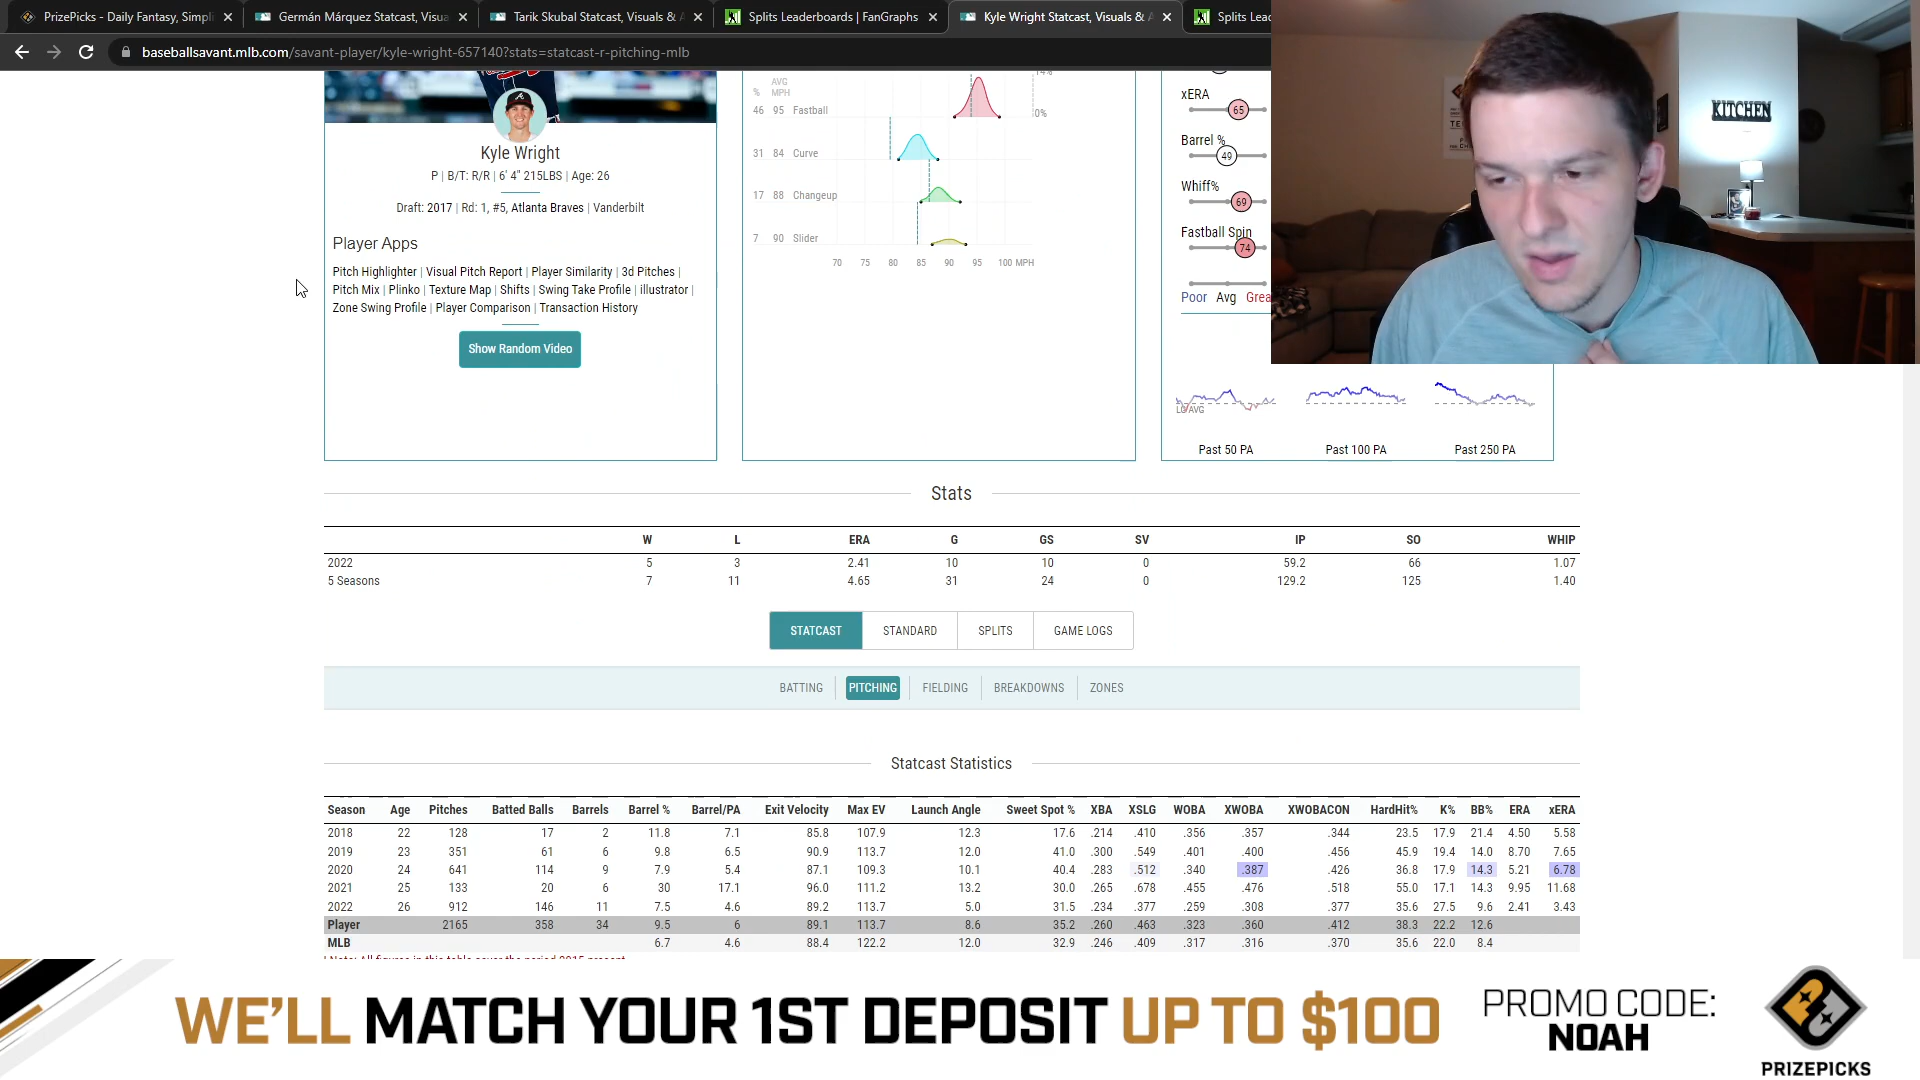 PrizePicks - Daily Fantasy, Simpli
Germán Márquez Statcast, Visua
Tarik Skubal Statcast, Visuals & A
Splits Leaderboards | FanGraphs
Kyle Wright Statcast, Visuals & A
Splits Lea
baseballsavant.mlb.com/savant-player/kyle-wright-657140?stats=statcast-r-pitching-mlb
Kyle Wright
P | B/T: R/R | 6' 4" 215LBS | Age: 26
Draft: 2017 | Rd: 1, #5, Atlanta Braves | Vanderbilt
Player Apps
Pitch Highlighter | Visual Pitch Report | Player Similarity | 3d Pitches |
Pitch Mix | Plinko | Texture Map | Shifts | Swing Take Profile | illustrator |
Zone Swing Profile | Player Comparison | Transaction History
Show Random Video
AVG
% MPH
14%
46 95 Fastball
0%
31 84 Curve
17 88 Changeup
7 90 Slider
70 75 80 85 90 95 100 MPH
xERA
65
Barrel %
49
Whiff%
69
Fastball Spin
74
Poor Avg Grea
LG AVG
Past 50 PA Past 100 PA Past 250 PA
KITCHEN
Stats
W L ERA G GS SV IP SO WHIP
2022 5 3 2.41 10 10 0 59.2 66 1.07
5 Seasons 7 11 4.65 31 24 0 129.2 125 1.40
STATCAST STANDARD SPLITS GAME LOGS
BATTING PITCHING FIELDING BREAKDOWNS ZONES
Statcast Statistics
Season Age Pitches Batted Balls Barrels Barrel % Barrel/PA Exit Velocity Max EV Launch Angle Sweet Spot % XBA XSLG WOBA XWOBA XWOBACON HardHit% K% BB% ERA xERA
2018 22 128 17 2 11.8 7.1 85.8 107.9 12.3 17.6 .214 .410 .356 .357 .344 23.5 17.9 21.4 4.50 5.58
2019 23 351 61 6 9.8 6.5 90.9 113.7 12.0 41.0 .300 .549 .401 .400 .456 45.9 19.4 14.0 8.70 7.65
2020 24 641 114 9 7.9 5.4 87.1 109.3 10.1 40.4 .283 .512 .340 .387 .426 36.8 17.9 14.3 5.21 6.78
2021 25 133 20 6 30 17.1 96.0 111.2 13.2 30.0 .265 .678 .455 .476 .518 55.0 17.1 14.3 9.95 11.68
2022 26 912 146 11 7.5 4.6 89.2 113.7 5.0 31.5 .234 .377 .259 .308 .377 35.6 27.5 9.6 2.41 3.43
Player 2165 358 34 9.5 6 89.1 113.7 8.6 35.2 .260 .463 .323 .360 .412 38.3 22.2 12.6
MLB 6.7 4.6 88.4 122.2 12.0 32.9 .246 .409 .317 .316 .370 35.6 22.0 8.4
WE'LL MATCH YOUR 1ST DEPOSIT UP TO $100
PROMO CODE:
NOAH
PRIZEPICKS